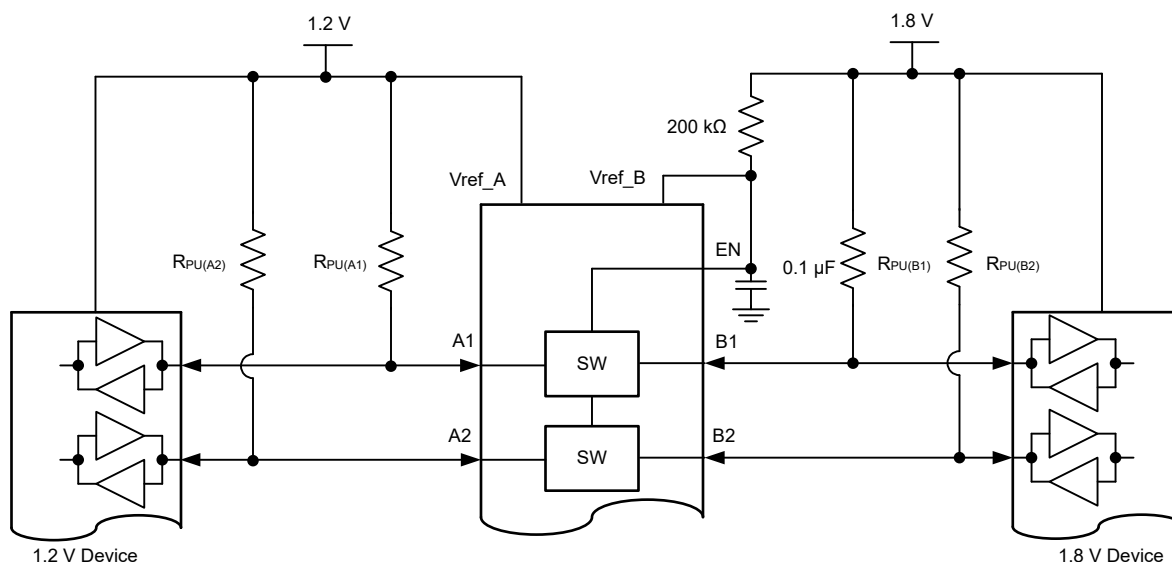 1.2 V
1.8 V
200 kΩ
Vref_A
Vref_B
EN
RPU(A2)
RPU(A1)
0.1 µF
RPU(B1)
RPU(B2)
A1
SW
B1
A2
SW
B2
1.2 V Device
1.8 V Device